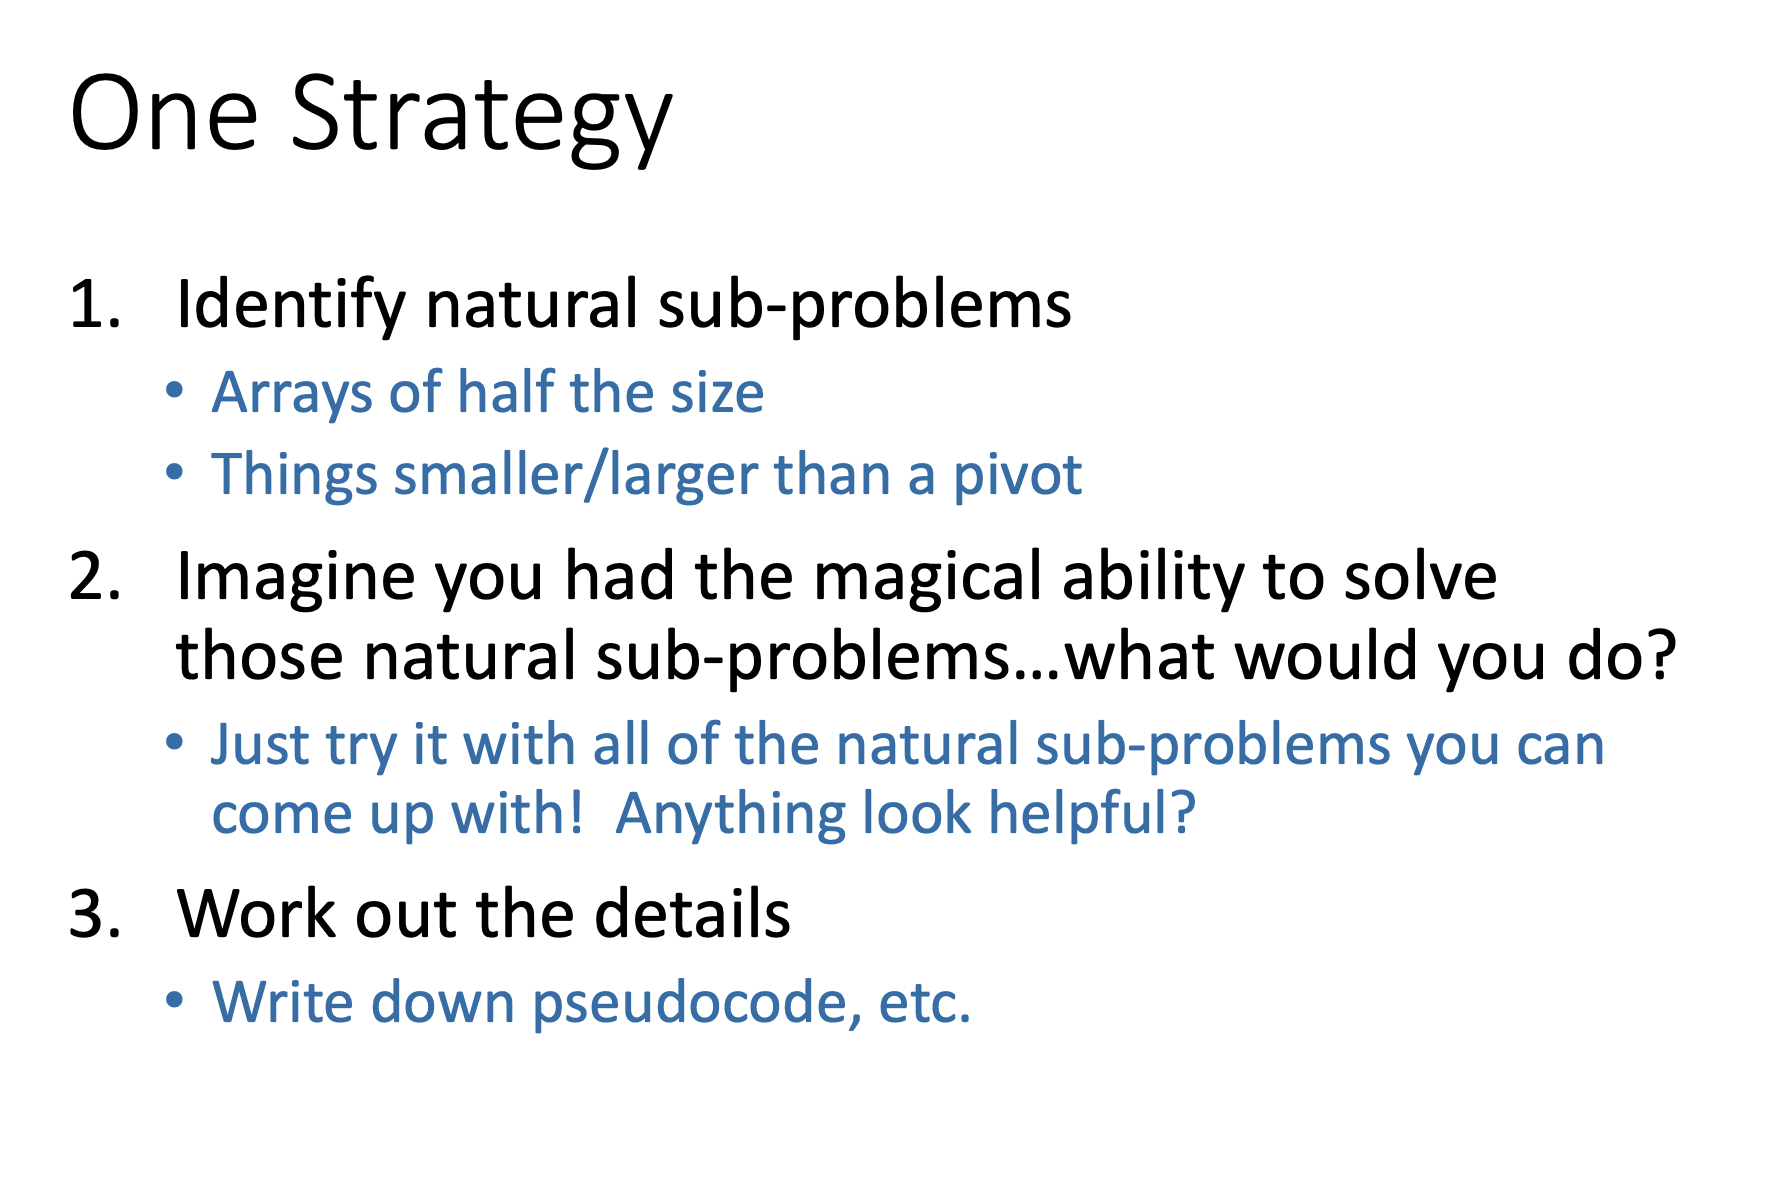 One Strategy
1. Identify natural sub-problems
• Arrays of half the size
• Things smaller/larger than a pivot
2. Imagine you had the magical ability to solve
those natural sub-problems…what would you do?
• Just try it with all of the natural sub-problems you can
come up with!  Anything look helpful?
3. Work out the details
• Write down pseudocode, etc.